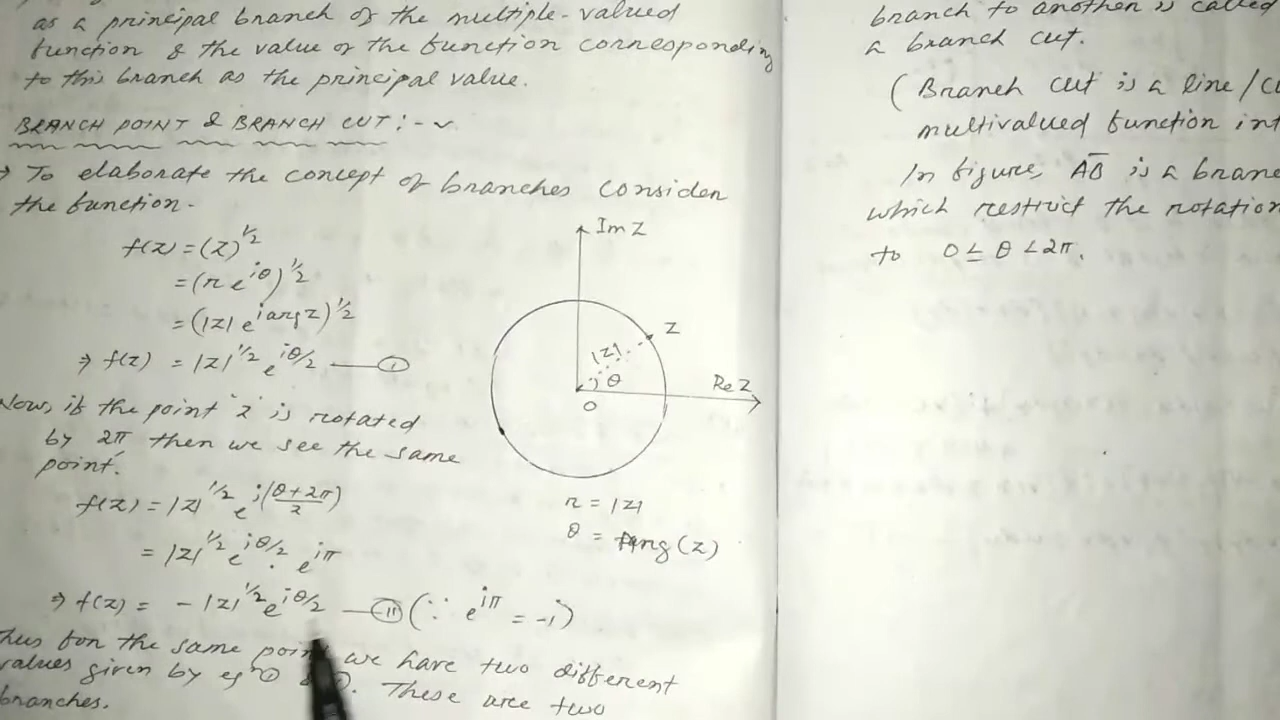 as a principal branch of the multiple-valued
function & the value of the function corresponding
to this branch as the principal value.
BRANCH POINT & BRANCH CUT :-
→ To elaborate the concept of branches consider
the function.
f(z) = (z)^1/2
= (r e^iθ)^1/2
= (|z| e^i arg z)^1/2
⇒ f(z) = |z|^1/2 e^iθ/2 — ①
Now, if the point 'z' is rotated
by 2π then we see the same
point.
f(z) = |z|^1/2 e^i(θ+2π/2)
= |z|^1/2 e^iθ/2 . e^iπ
⇒ f(z) = - |z|^1/2 e^iθ/2 — ⑪ (∵ e^iπ = -1)
Thus for the same point we have two different
values given by eqn ① &
. These are two
branches.
Im Z
z
|z|
θ
Re Z
O
r = |z|
θ = Arg(z)
branch to another is called
a branch cut.
(Branch cut is a line/cu
multivalued function int
In figure, AB̅ is a bran
which restrict the rotation
to 0 ≤ θ < 2π.